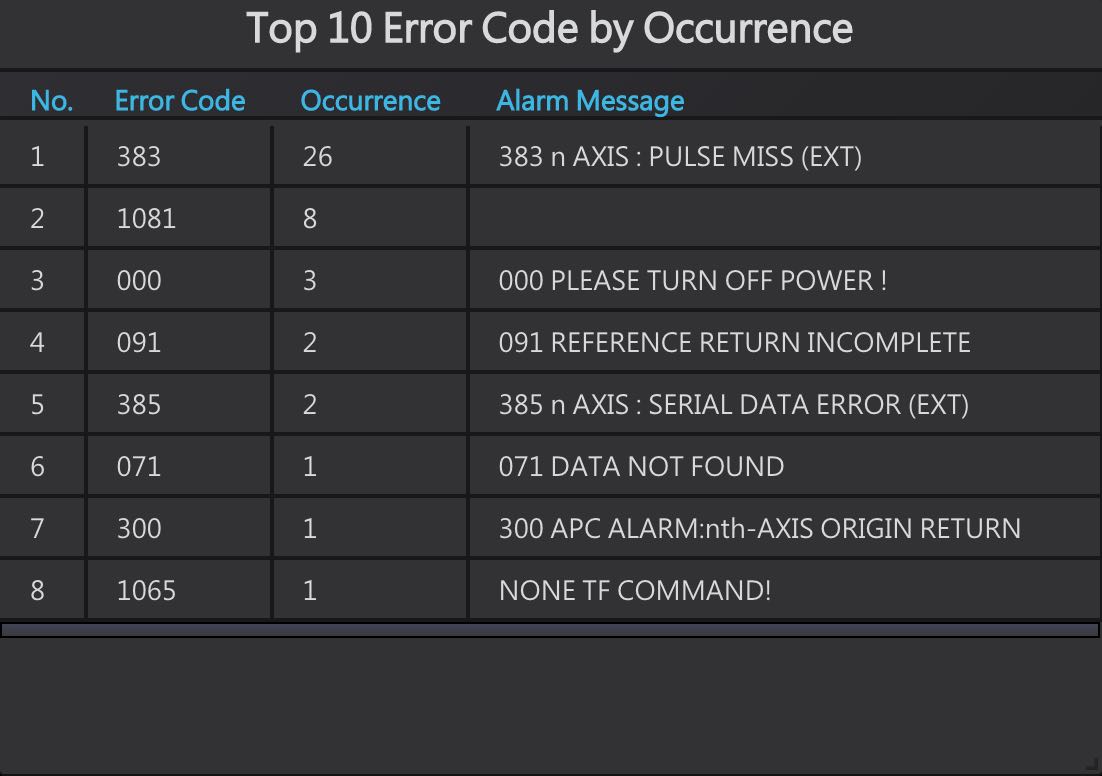 Top 10 Error Code by Occurrence
No. Error Code Occurrence Alarm Message
1 383 26 383 n AXIS : PULSE MISS (EXT)
2 1081 8
3 000 3 000 PLEASE TURN OFF POWER !
4 091 2 091 REFERENCE RETURN INCOMPLETE
5 385 2 385 n AXIS : SERIAL DATA ERROR (EXT)
6 071 1 071 DATA NOT FOUND
7 300 1 300 APC ALARM:nth-AXIS ORIGIN RETURN
8 1065 1 NONE TF COMMAND!